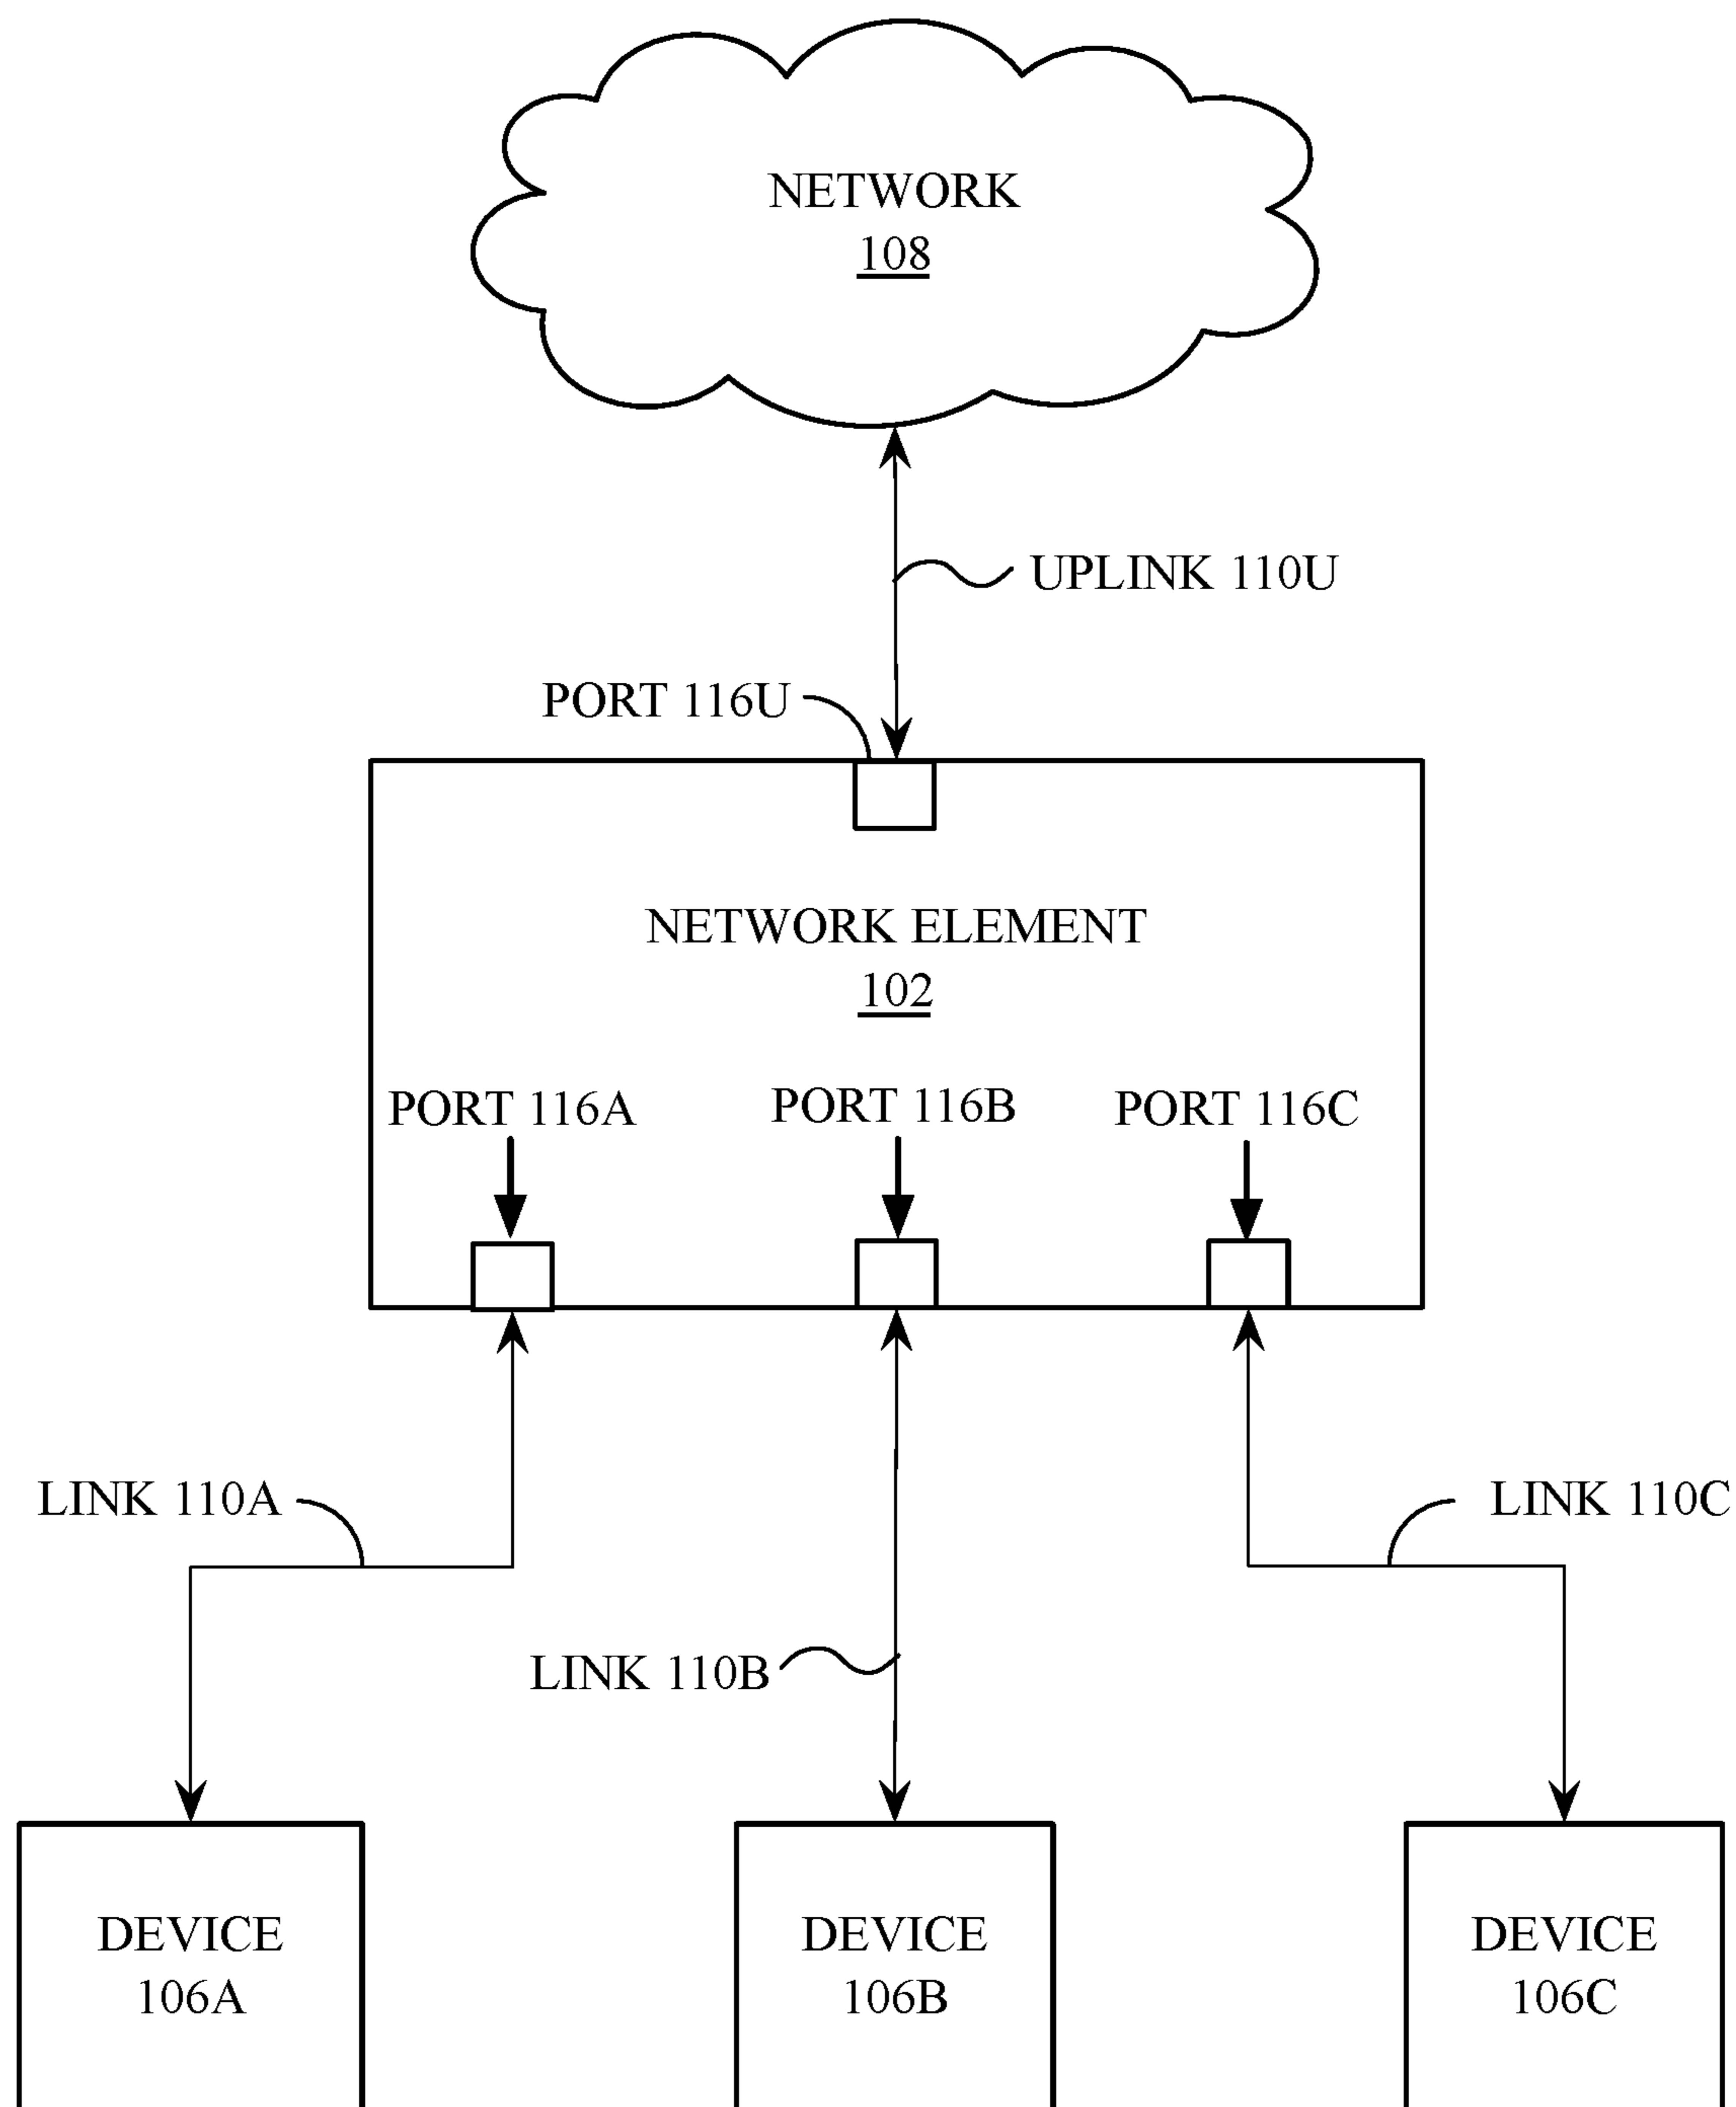 NETWORK
108
UPLINK 110U
PORT 116U
NETWORK ELEMENT
102
PORT 116A
PORT 116B
PORT 116C
LINK 110A
LINK 110C
LINK 110B
DEVICE
106A
DEVICE
106B
DEVICE
106C